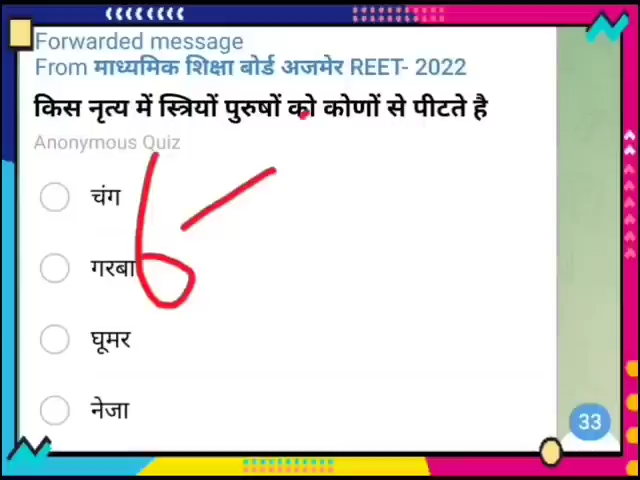 Forwarded message
From माध्यमिक शिक्षा बोर्ड अजमेर REET- 2022
किस नृत्य में स्त्रियों पुरुषों को कोणों से पीटते है
Anonymous Quiz
चंग
गरबा
घूमर
नेजा
33